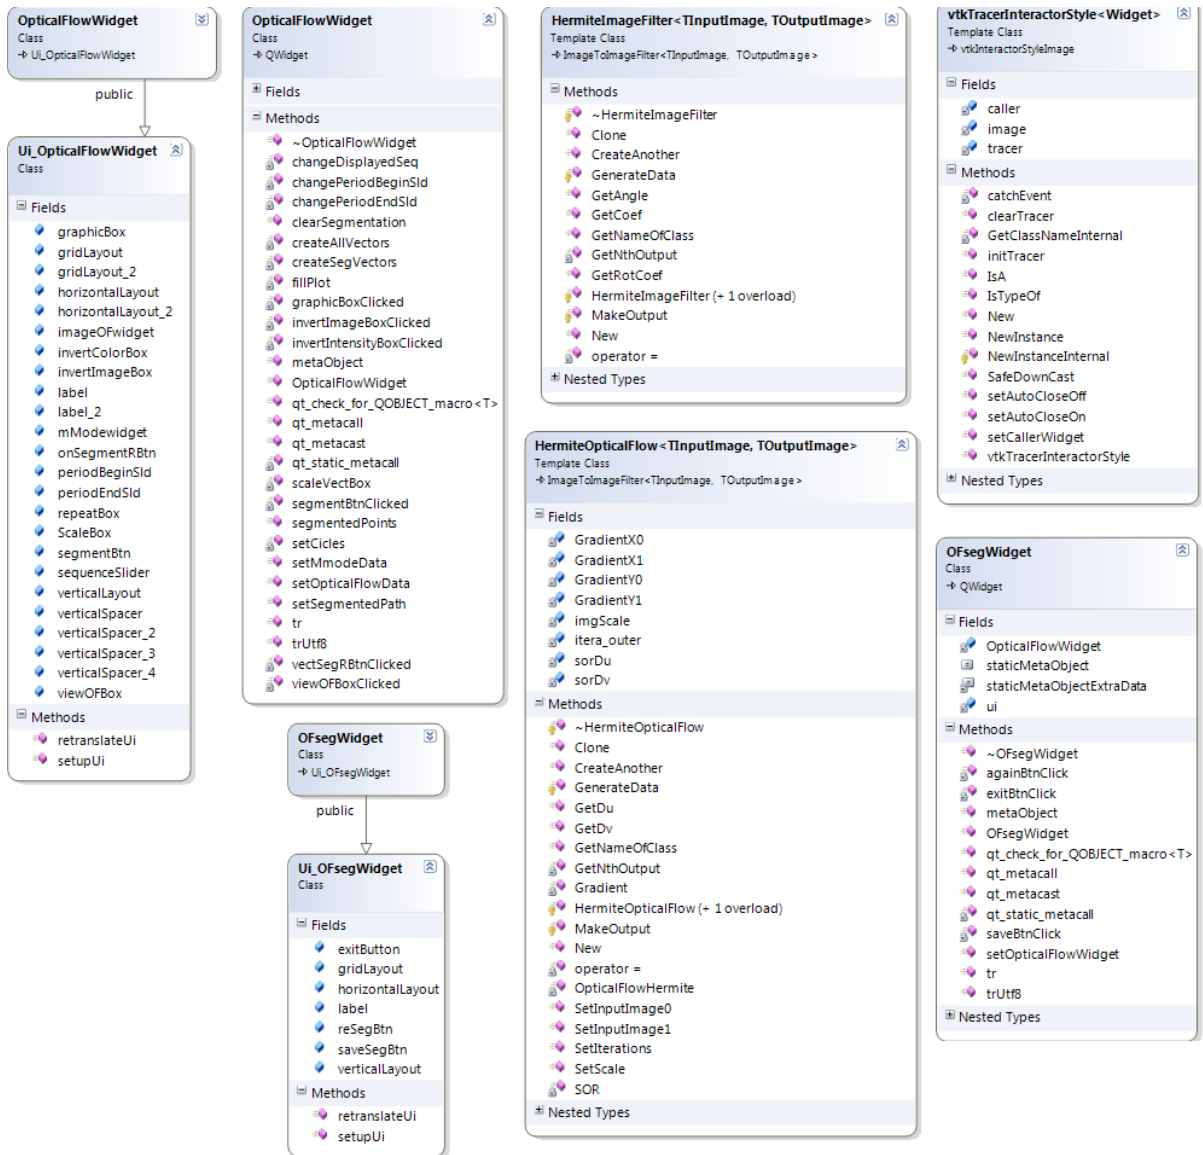 OpticalFlowWidget
Class
Ui_OpticalFlowWidget
public
Ui_OpticalFlowWidget
Class
Fields
graphicBox
gridLayout
gridLayout_2
horizontalLayout
horizontalLayout_2
imageOFwidget
invertColorBox
invertImageBox
label
label_2
mModewidget
onSegmentRBtn
periodBeginSld
periodEndSld
repeatBox
ScaleBox
segmentBtn
sequenceSlider
verticalLayout
verticalSpacer
verticalSpacer_2
verticalSpacer_3
verticalSpacer_4
viewOFBox
Methods
retranslateUi
setupUi
OpticalFlowWidget
Class
QWidget
Fields
Methods
~OpticalFlowWidget
changeDisplayedSeq
changePeriodBeginSld
changePeriodEndSld
clearSegmentation
createAllVectors
createSegVectors
fillPlot
graphicBoxClicked
invertImageBoxClicked
invertIntensityBoxClicked
metaObject
OpticalFlowWidget
qt_check_for_QOBJECT_macro<T>
qt_metacall
qt_metacast
qt_static_metacall
scaleVectBox
segmentBtnClicked
segmentedPoints
setCicles
setMmodeData
setOpticalFlowData
setSegmentedPath
tr
trUtf8
vectSegRBtnClicked
viewOFBoxClicked
OFsegWidget
Class
Ui_OFsegWidget
public
Ui_OFsegWidget
Class
Fields
exitButton
gridLayout
horizontalLayout
label
reSegBtn
saveSegBtn
verticalLayout
Methods
retranslateUi
setupUi
HermiteImageFilter<TInputImage, TOutputImage>
Template Class
ImageToImageFilter<TInputImage, TOutputImage>
Methods
~HermiteImageFilter
Clone
CreateAnother
GenerateData
GetAngle
GetCoef
GetNameOfClass
GetNthOutput
GetRotCoef
HermiteImageFilter (+ 1 overload)
MakeOutput
New
operator =
Nested Types
HermiteOpticalFlow<TInputImage, TOutputImage>
Template Class
ImageToImageFilter<TInputImage, TOutputImage>
Fields
GradientX0
GradientX1
GradientY0
GradientY1
imgScale
itera_outer
sorDu
sorDv
Methods
~HermiteOpticalFlow
Clone
CreateAnother
GenerateData
GetDu
GetDv
GetNameOfClass
GetNthOutput
Gradient
HermiteOpticalFlow (+ 1 overload)
MakeOutput
New
operator =
OpticalFlowHermite
SetInputImage0
SetInputImage1
SetIterations
SetScale
SOR
Nested Types
vtkTracerInteractorStyle<Widget>
Template Class
vtkInteractorStyleImage
Fields
caller
image
tracer
Methods
catchEvent
clearTracer
GetClassNameInternal
initTracer
IsA
IsTypeOf
New
NewInstance
NewInstanceInternal
SafeDownCast
setAutoCloseOff
setAutoCloseOn
setCallerWidget
vtkTracerInteractorStyle
Nested Types
OFsegWidget
Class
QWidget
Fields
OpticalFlowWidget
staticMetaObject
staticMetaObjectExtraData
ui
Methods
~OFsegWidget
againBtnClick
exitBtnClick
metaObject
OFsegWidget
qt_check_for_QOBJECT_macro<T>
qt_metacall
qt_metacast
qt_static_metacall
saveBtnClick
setOpticalFlowWidget
tr
trUtf8
Nested Types